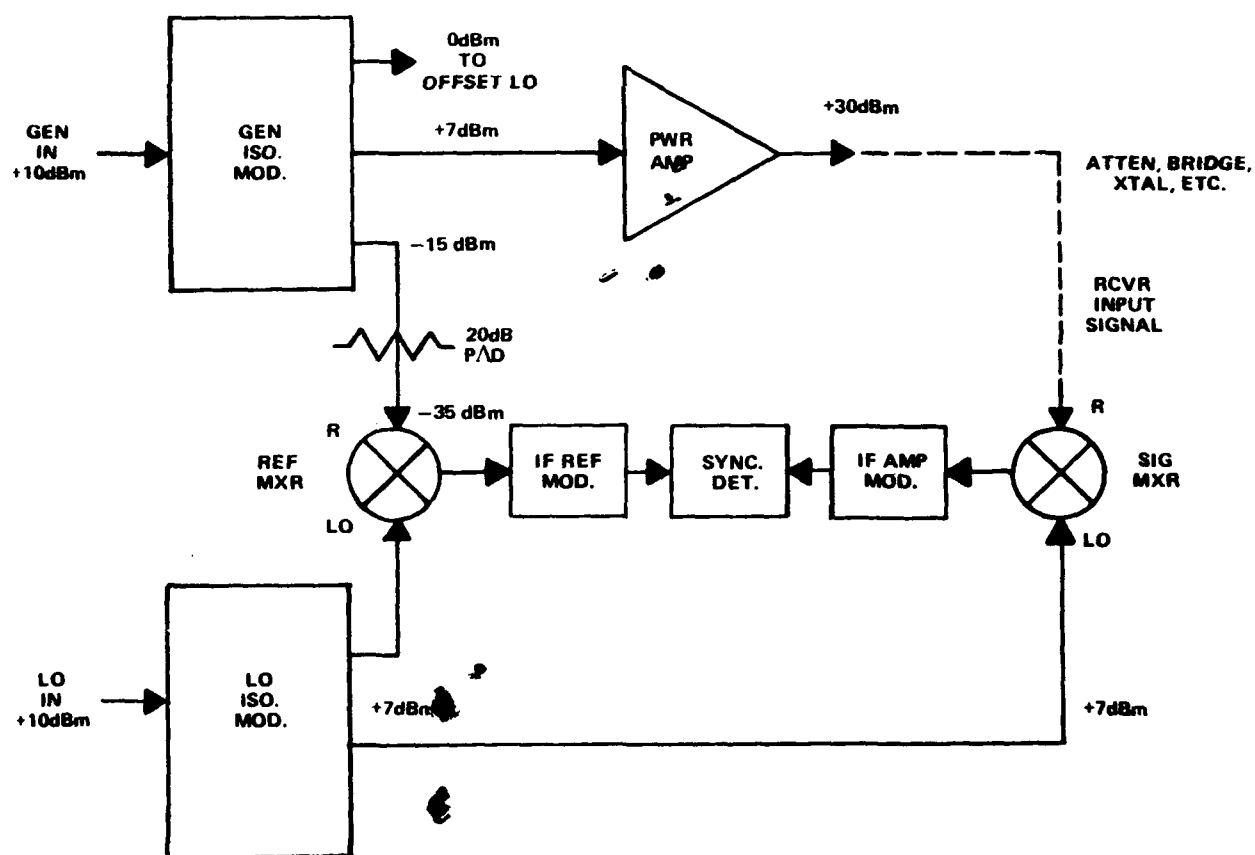 0dBm
TO
OFFSET LO
GEN
IN
+10dBm
GEN
ISO.
MOD.
+7dBm
PWR
AMP
+30dBm
ATTEN, BRIDGE,
XTAL, ETC.
−15 dBm
RCVR
INPUT
SIGNAL
20dB
PAD
−35 dBm
R
REF
MXR
LO
IF REF
MOD.
SYNC.
DET.
IF AMP
MOD.
R
SIG
MXR
LO
LO
IN
+10dBm
LO
ISO.
MOD.
+7dBm
+7dBm